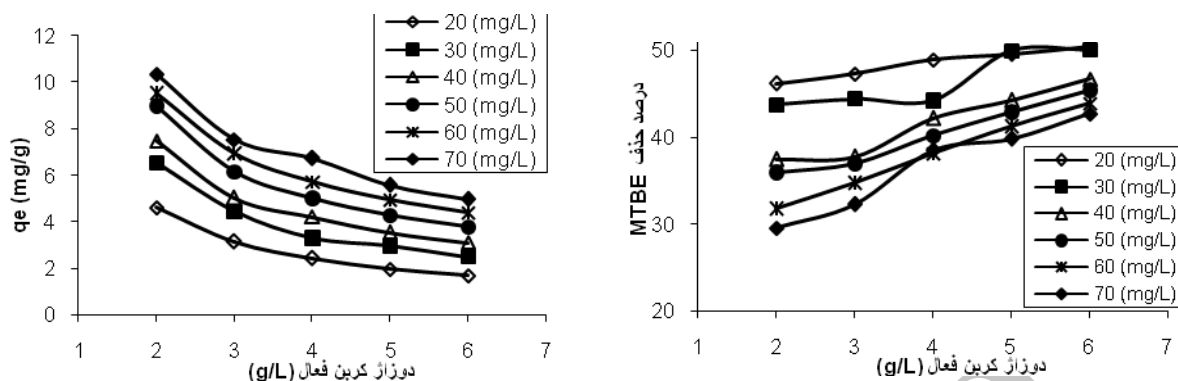 qe (mg/g)
12
10
8
6
4
2
0
1 2 3 4 5 6 7
دوزاژ کربن فعال (g/L)
20 (mg/L)
30 (mg/L)
40 (mg/L)
50 (mg/L)
60 (mg/L)
70 (mg/L)
درصد حذف MTBE
50
40
30
20
1 2 3 4 5 6 7
دوزاژ کربن فعال (g/L)
20 (mg/L)
30 (mg/L)
40 (mg/L)
50 (mg/L)
60 (mg/L)
70 (mg/L)